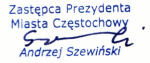 Zastępca Prezydenta
Miasta Częstochowy
Andrzej Szewiński